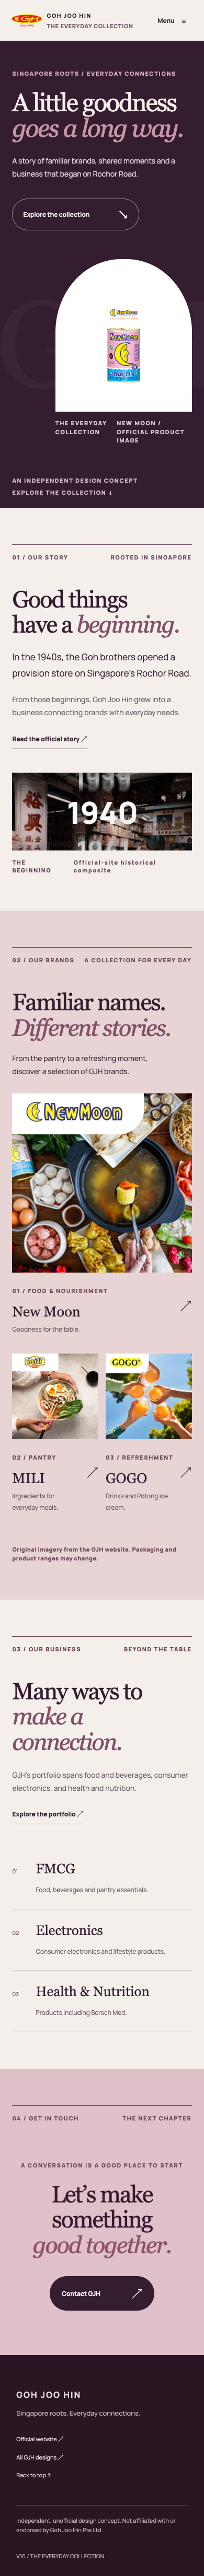 GOH JOO HIN
THE EVERYDAY COLLECTION
Menu
SINGAPORE ROOTS / EVERYDAY CONNECTIONS
A little goodness
goes a long way.
A story of familiar brands, shared moments and a
business that began on Rochor Road.
Explore the collection ↘
New Moon
THE EVERYDAY
COLLECTION
NEW MOON /
OFFICIAL PRODUCT
IMAGE
AN INDEPENDENT DESIGN CONCEPT
EXPLORE THE COLLECTION ↓
01 / OUR STORY
ROOTED IN SINGAPORE
Good things
have a beginning.
In the 1940s, the Goh brothers opened a
provision store on Singapore's Rochor Road.
From those beginnings, Goh Joo Hin grew into a
business connecting brands with everyday needs.
Read the official story ↗
裕興
1940
THE
BEGINNING
Official-site historical
composite
02 / OUR BRANDS
A COLLECTION FOR EVERY DAY
Familiar names.
Different stories.
From the pantry to a refreshing moment,
discover a selection of GJH brands.
New Moon
01 / FOOD & NOURISHMENT
New Moon ↗
Goodness for the table.
GOGO
02 / PANTRY
MILI ↗
Ingredients for
everyday meals.
03 / REFRESHMENT
GOGO ↗
Drinks and Potong ice
cream.
Original imagery from the GJH website. Packaging and
product ranges may change.
03 / OUR BUSINESS
BEYOND THE TABLE
Many ways to
make a
connection.
GJH's portfolio spans food and beverages, consumer
electronics, and health and nutrition.
Explore the portfolio ↗
01
FMCG
Food, beverages and pantry essentials.
02
Electronics
Consumer electronics and lifestyle products.
03
Health & Nutrition
Products including Borsch Med.
04 / GET IN TOUCH
THE NEXT CHAPTER
A CONVERSATION IS A GOOD PLACE TO START
Let's make
something
good together.
Contact GJH ↗
GOH JOO HIN
Singapore roots. Everyday connections.
Official website ↗
All GJH designs ↗
Back to top ↑
Independent, unofficial design concept. Not affiliated with or
endorsed by Goh Joo Hin Pte Ltd.
V16 / THE EVERYDAY COLLECTION